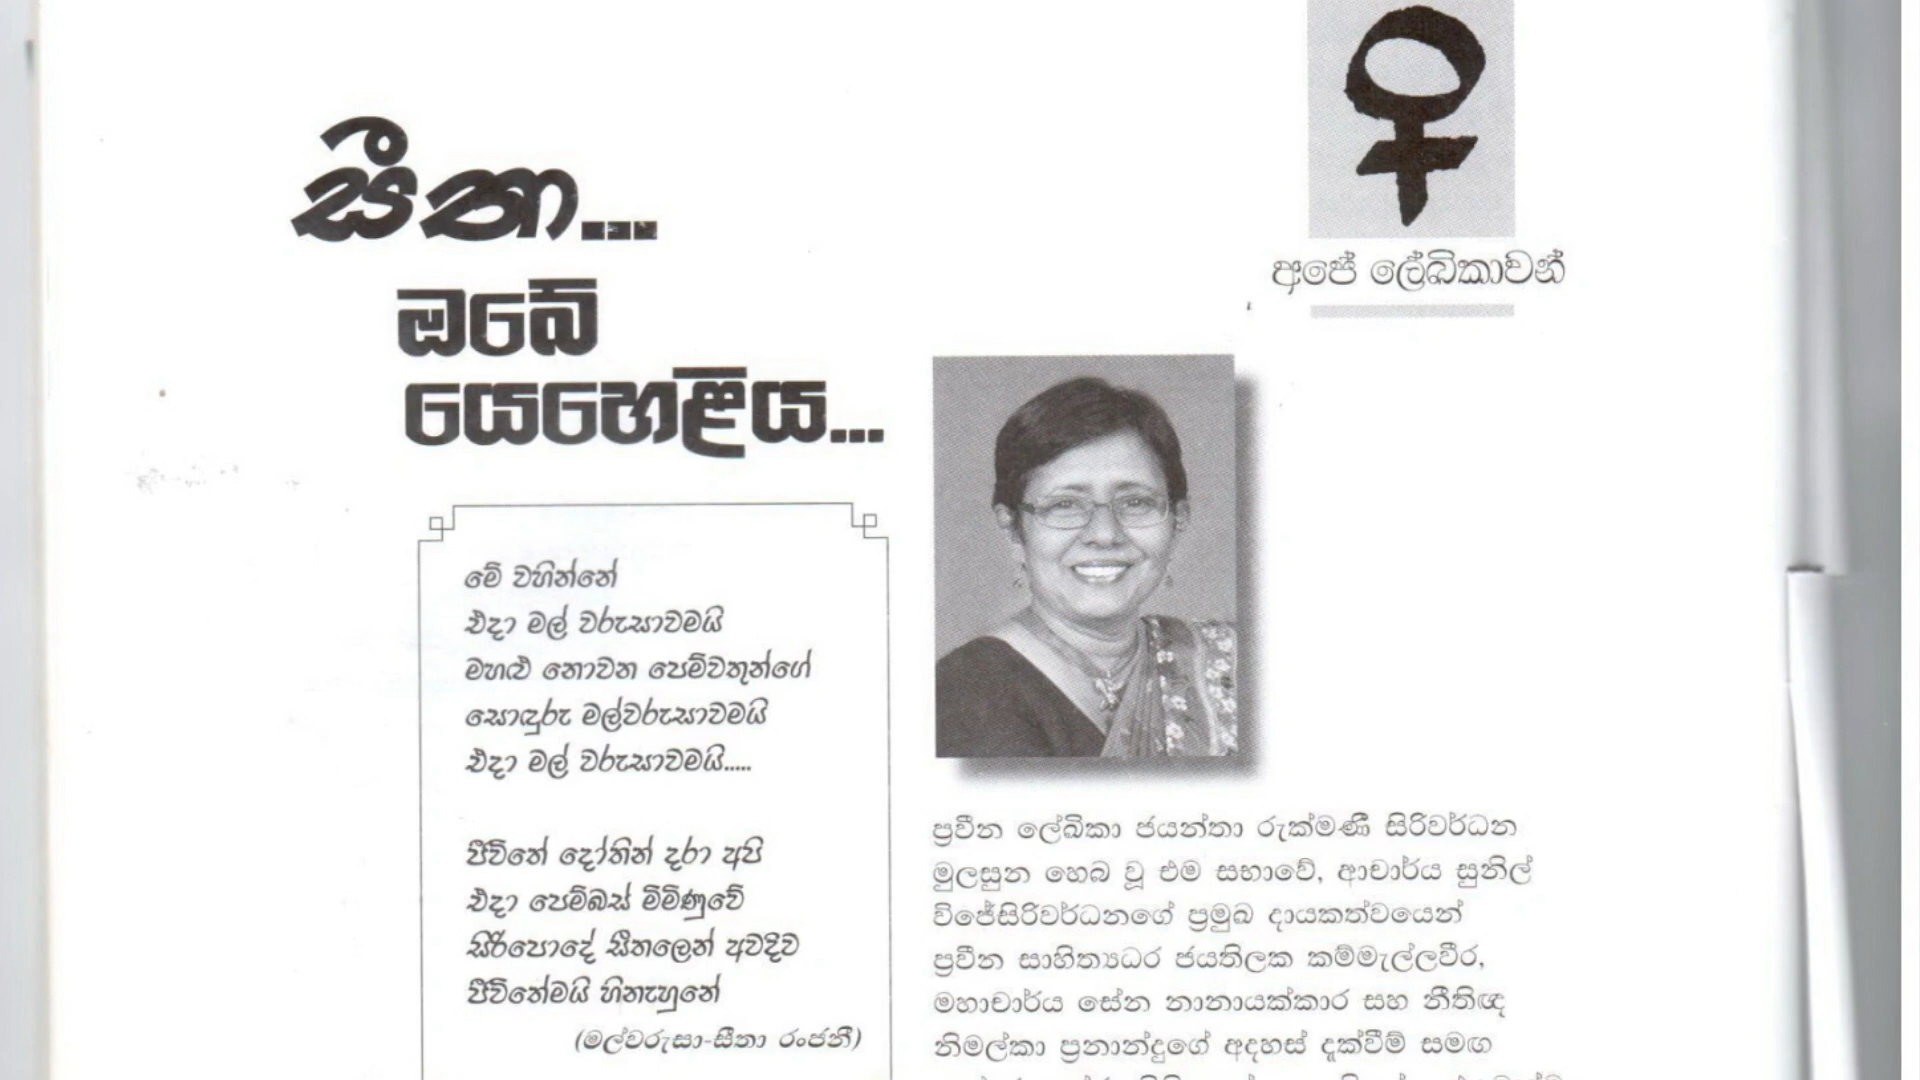 සීතා...
ඔබේ
යෙහෙළිය...
අපේ ලේඛිකාවන්
මේ වහින්නේ
එදා මල් වරුසාවමයි
මහළු නොවන පෙම්වතුන්ගේ
සොඳුරු මල්වරුසාවමයි
එදා මල් වරුසාවමයි.....
ජීවිතේ දෝතින් දරා අපි
එදා පෙම්බස් මිමිණුවේ
සිරිපොදේ සීතලෙන් අවදිව
ජීවිතේමයි හිනැහුනේ
(මල්වරුසා-සීතා රංජනී)
ප්‍රවීන ලේඛිකා ජයන්තා රුක්මණී සිරිවර්ධන
මුලසුන හෙබ වූ එම සභාවේ, ආචාර්ය සුනිල්
විජේසිරිවර්ධනගේ ප්‍රමුඛ දායකත්වයෙන්
ප්‍රවීන සාහිත්‍යධර ජයතිලක කම්මැල්ලවීර,
මහාචාර්ය සේන නානායක්කාර සහ නීතිඥ
නිමල්කා ප්‍රනාන්දුගේ අදහස් දැක්වීම් සමඟ